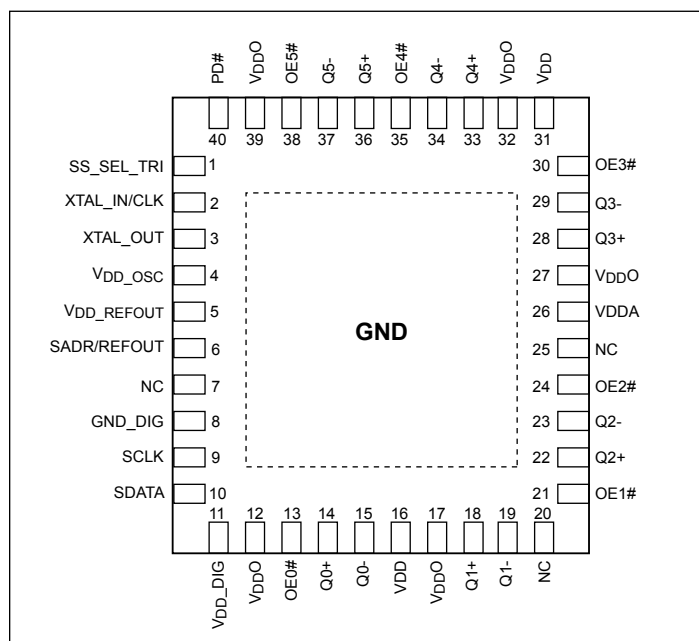 PD#
VDDO
OE5#
Q5-
Q5+
OE4#
Q4-
Q4+
VDDO
VDD
40 39 38 37 36 35 34 33 32 31
SS_SEL_TRI 1
XTAL_IN/CLK 2
XTAL_OUT 3
VDD_OSC 4
VDD_REFOUT 5
SADR/REFOUT 6
NC 7
GND_DIG 8
SCLK 9
SDATA 10
GND
30 OE3#
29 Q3-
28 Q3+
27 VDDO
26 VDDA
25 NC
24 OE2#
23 Q2-
22 Q2+
21 OE1#
11 12 13 14 15 16 17 18 19 20
VDD_DIG
VDDO
OE0#
Q0+
Q0-
VDD
VDDO
Q1+
Q1-
NC